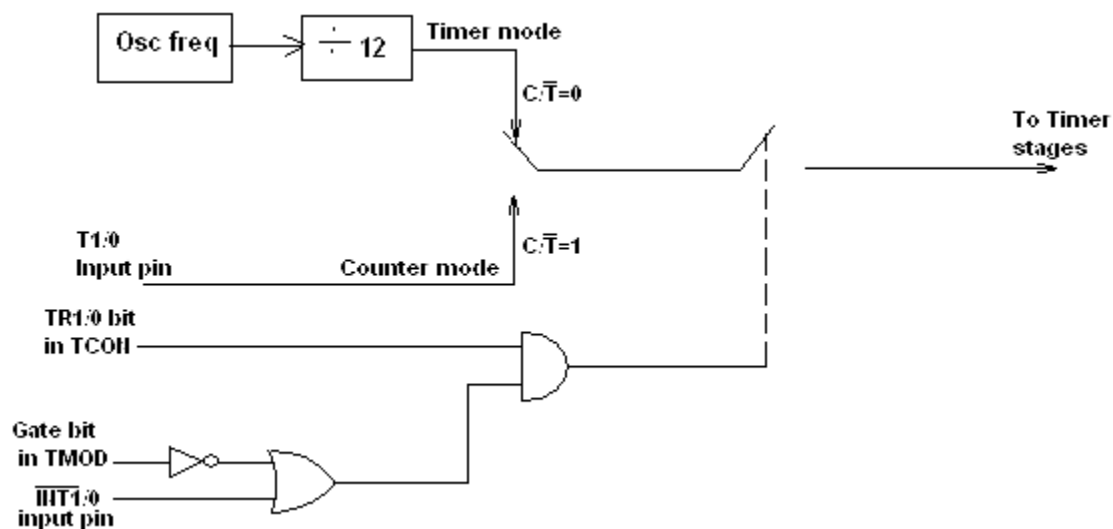 Osc freq
÷ 12
Timer mode
C/T̅=0
To Timer
stages
T1/0
Input pin
Counter mode
C/T̅=1
TR1/0 bit
in TCON
Gate bit
in TMOD
I̅N̅T̅1̅/0
input pin